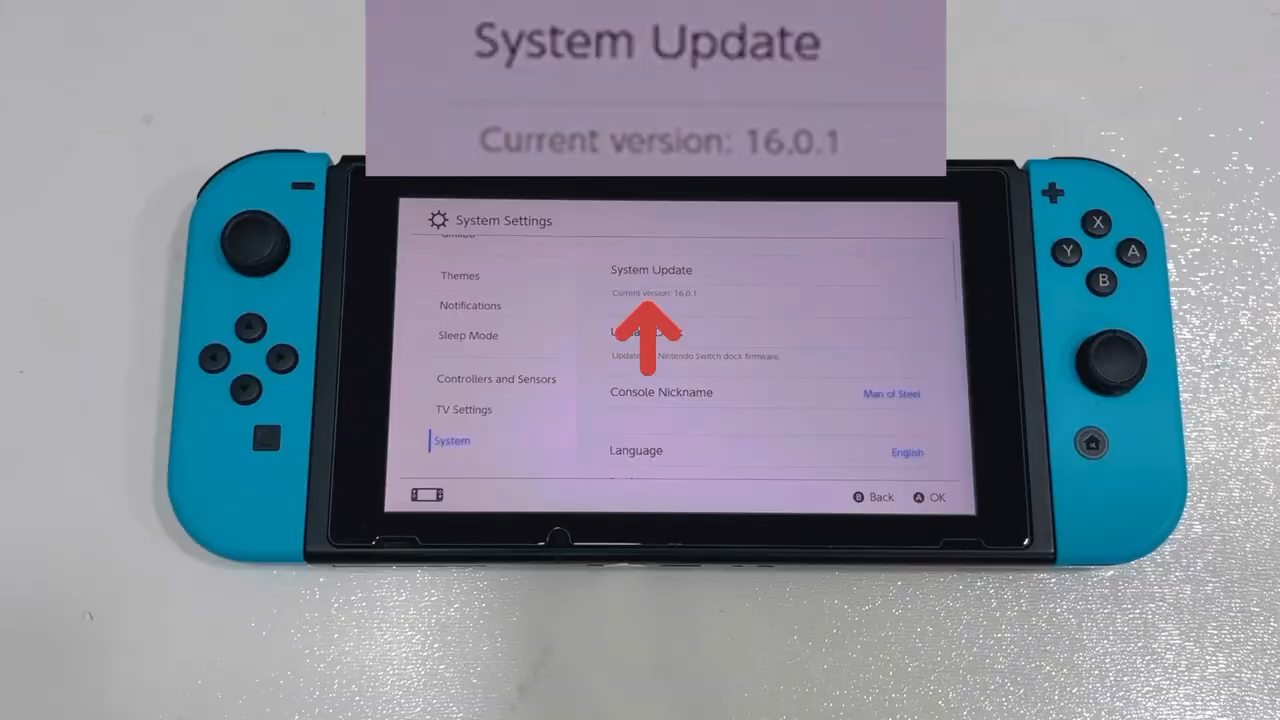 System Update
Current version: 16.0.1
System Settings
Themes
Notifications
Sleep Mode
Controllers and Sensors
TV Settings
System
System Update
Current version: 16.0.1
Update Nintendo Switch dock firmware.
Console Nickname Man of Steel
Language English
B Back A OK
X
Y A
B